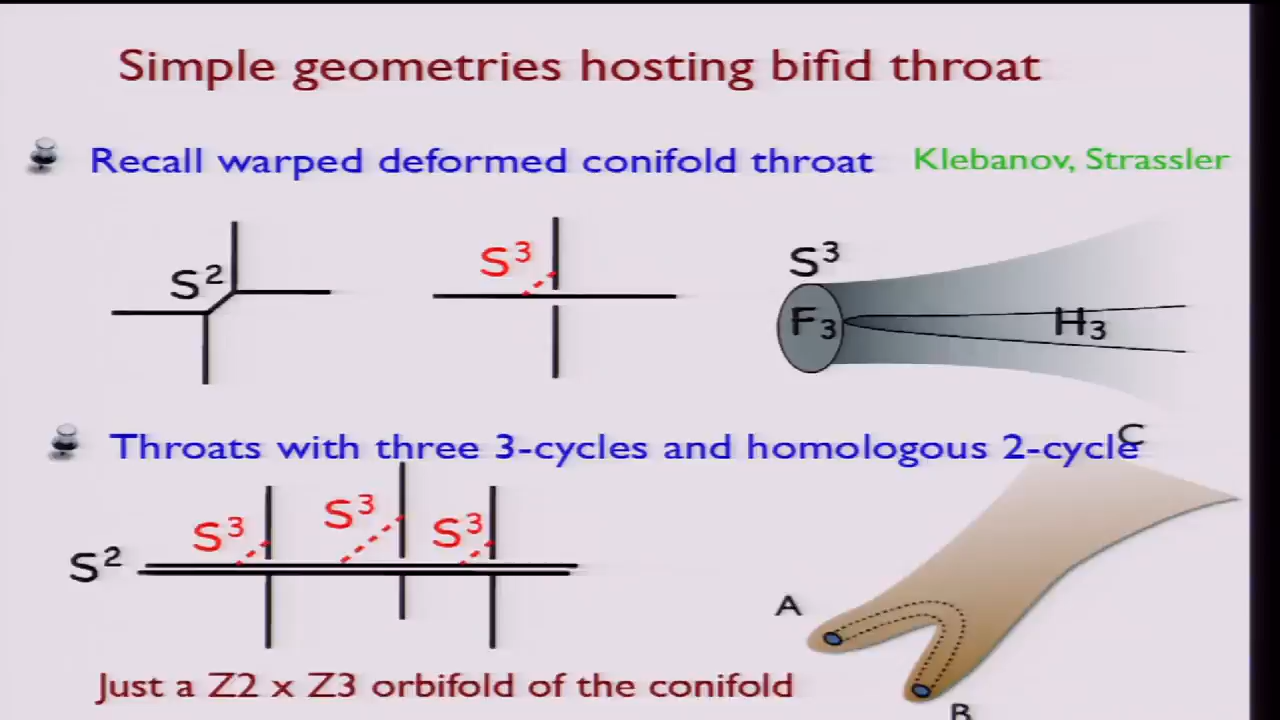 Simple geometries hosting bifid throat
Recall warped deformed conifold throat Klebanov, Strassler
S² S³ S³
F₃ H₃
Throats with three 3-cycles and homologous 2-cycle
C
S³ S³ S³
S²
A
Just a Z2 x Z3 orbifold of the conifold
B